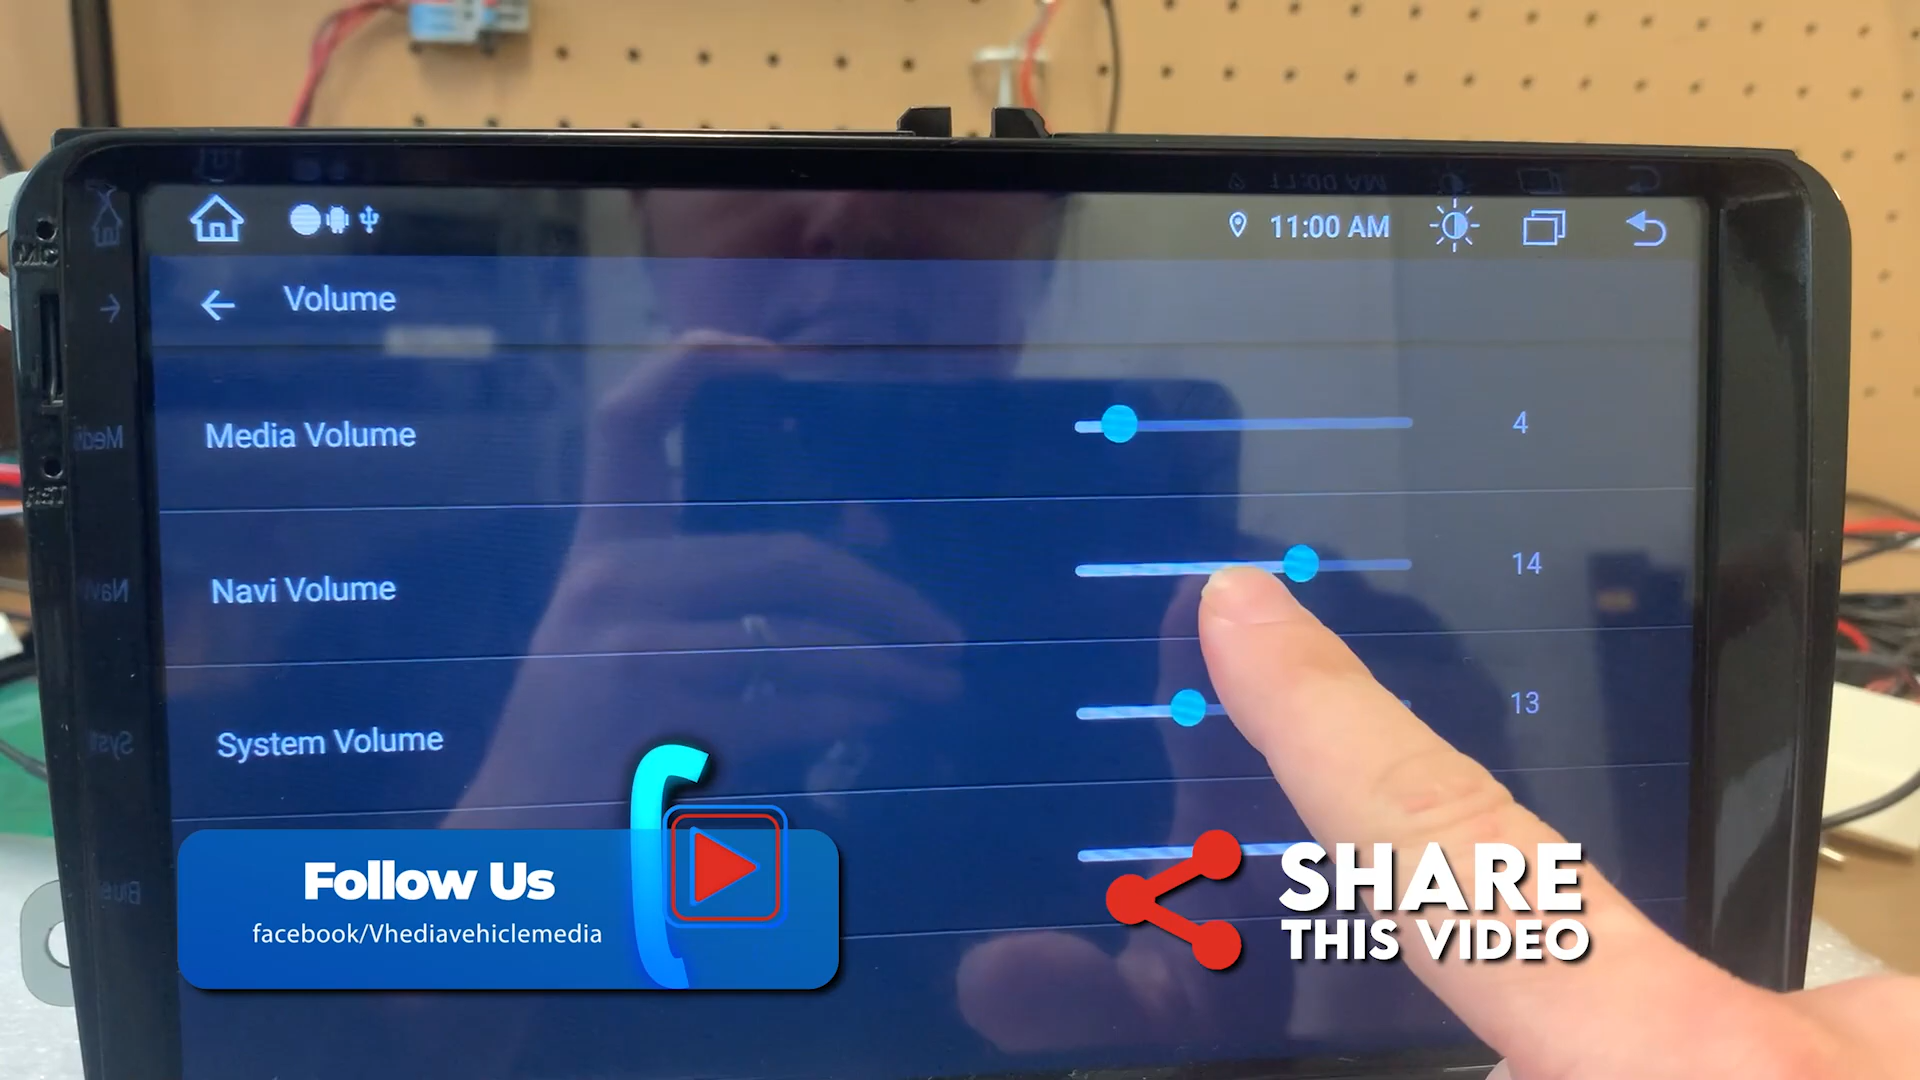 11:00 AM
Volume
Media Volume
4
Navi Volume
14
System Volume
13
Follow Us
facebook/Vhediavehiclemedia
SHARE
THIS VIDEO